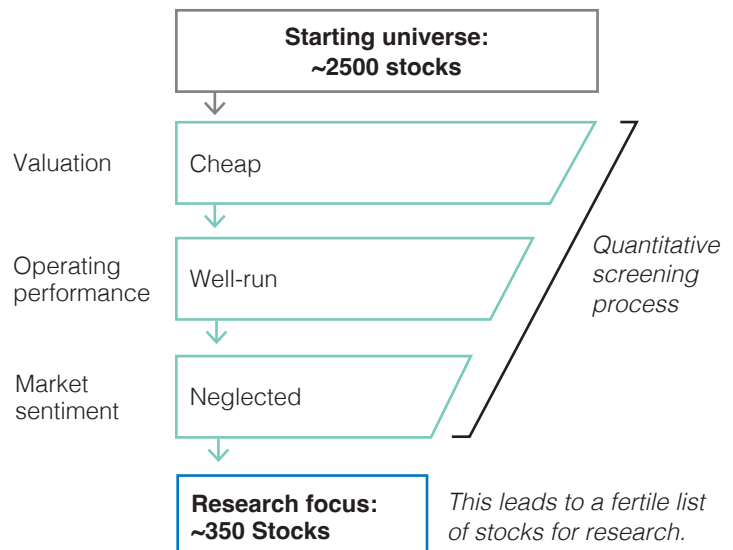 Starting universe:
~2500 stocks
Valuation
Cheap
Operating
performance
Well-run
Quantitative
screening
process
Market
sentiment
Neglected
Research focus:
~350 Stocks
This leads to a fertile list
of stocks for research.